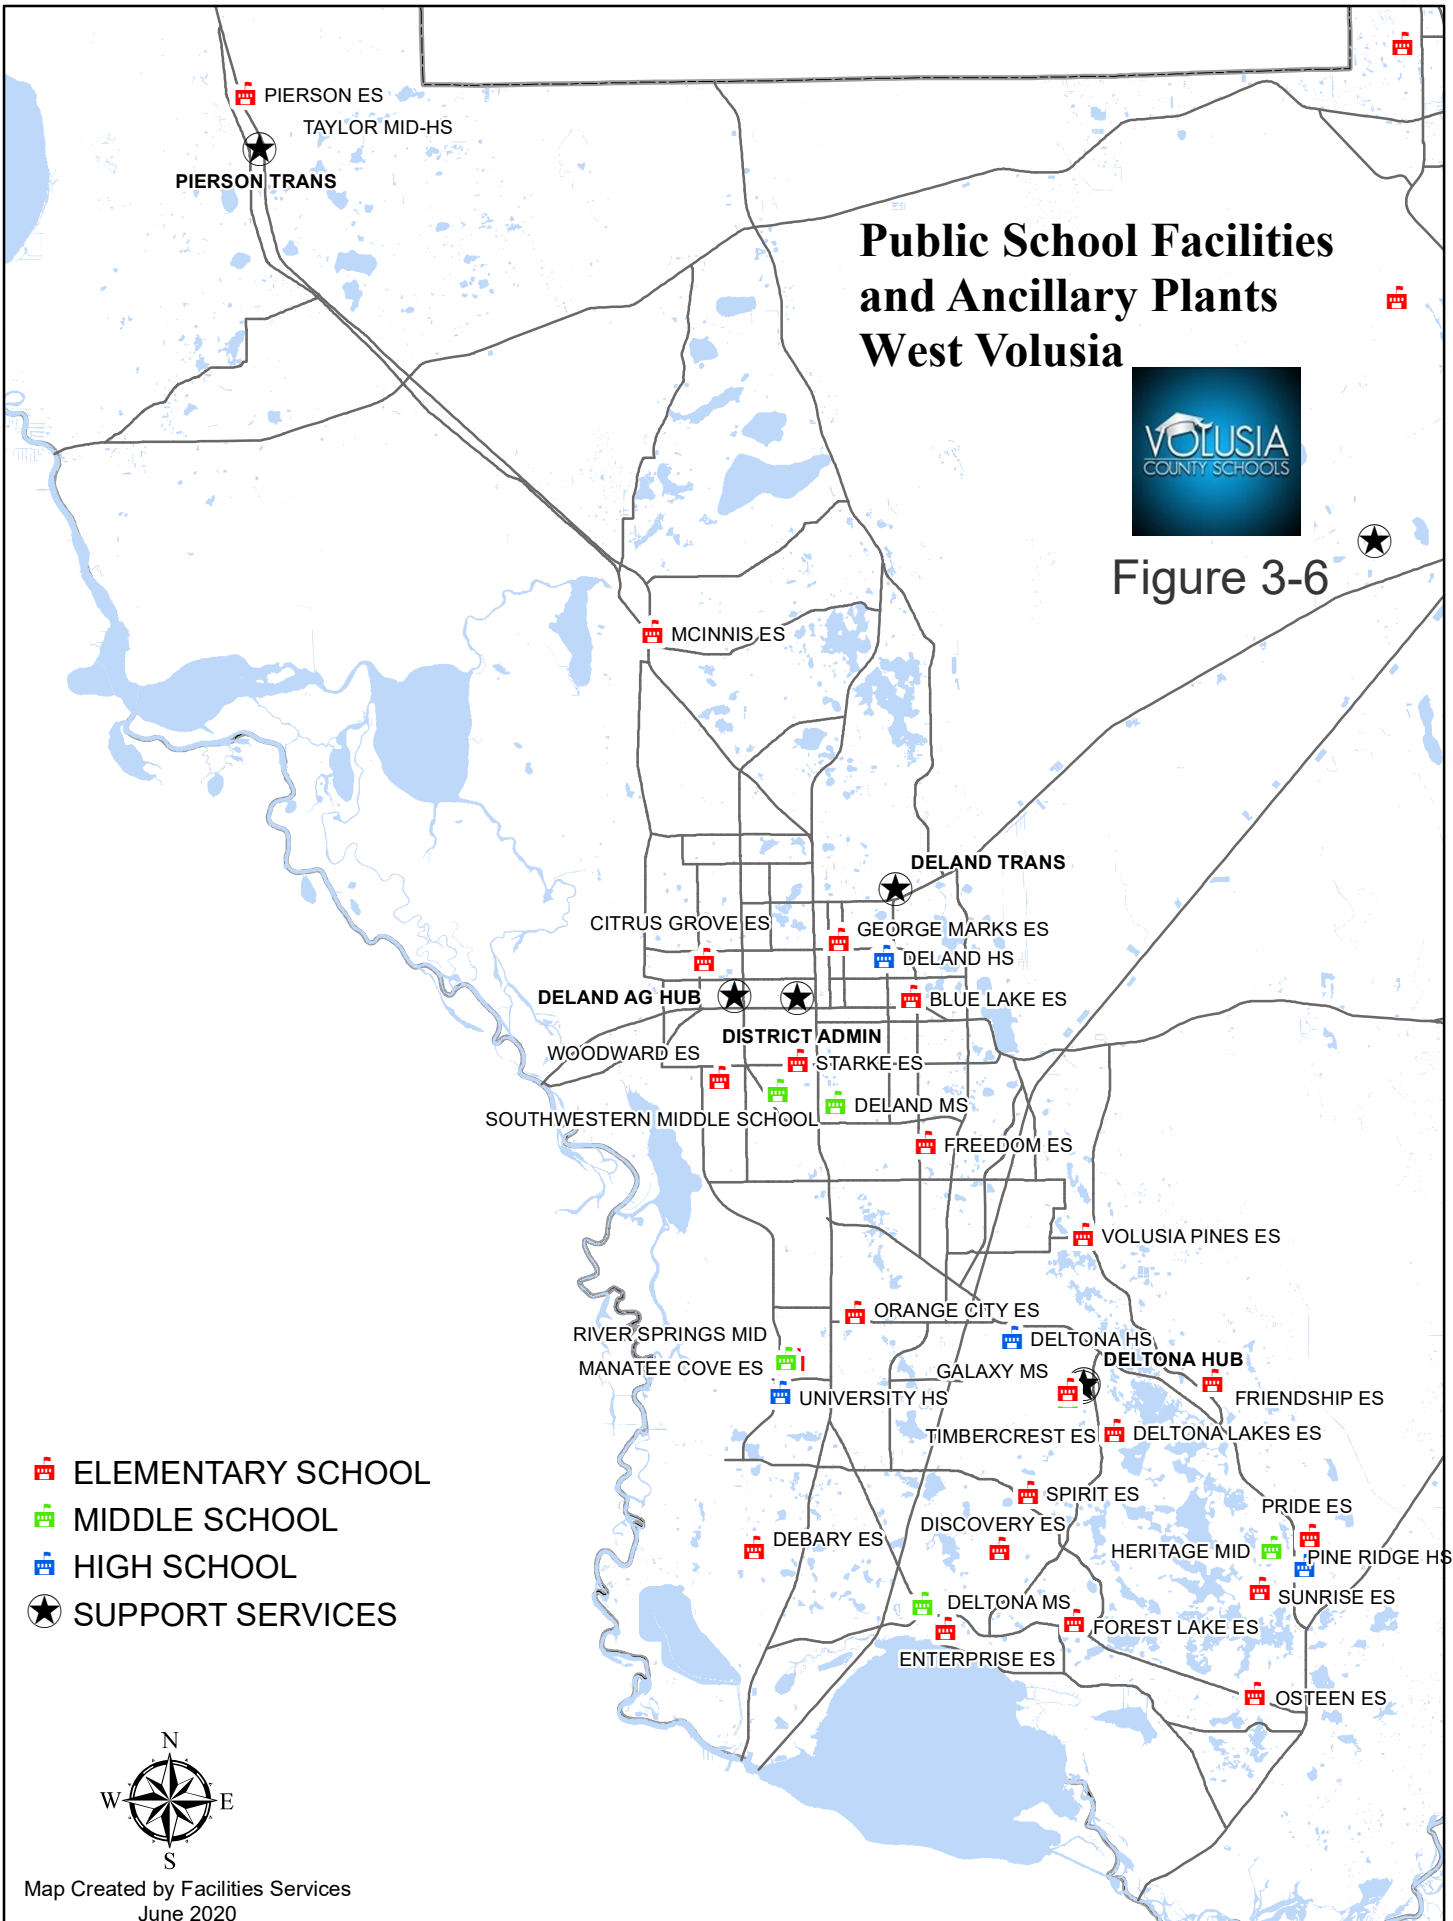 PIERSON ES
TAYLOR MID-HS
PIERSON TRANS
Public School Facilities
and Ancillary Plants
West Volusia
VOLUSIA
COUNTY SCHOOLS
Figure 3-6
MCINNIS ES
DELAND TRANS
CITRUS GROVE ES
GEORGE MARKS ES
DELAND HS
DELAND AG HUB
BLUE LAKE ES
DISTRICT ADMIN
WOODWARD ES
STARKE ES
SOUTHWESTERN MIDDLE SCHOOL
DELAND MS
FREEDOM ES
VOLUSIA PINES ES
ORANGE CITY ES
RIVER SPRINGS MID
DELTONA HS
MANATEE COVE ES
GALAXY MS
DELTONA HUB
UNIVERSITY HS
FRIENDSHIP ES
TIMBERCREST ES
DELTONA LAKES ES
SPIRIT ES
PRIDE ES
DISCOVERY ES
DEBARY ES
HERITAGE MID
PINE RIDGE HS
SUNRISE ES
DELTONA MS
FOREST LAKE ES
ENTERPRISE ES
OSTEEN ES
ELEMENTARY SCHOOL
MIDDLE SCHOOL
HIGH SCHOOL
SUPPORT SERVICES
N
W
E
S
Map Created by Facilities Services
June 2020